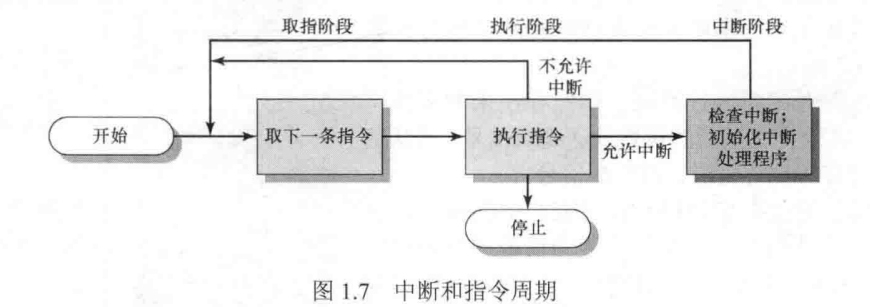 取指阶段
执行阶段
中断阶段
不允许
中断
开始
取下一条指令
执行指令
允许中断
检查中断；
初始化中断
处理程序
停止
图 1.7 中断和指令周期